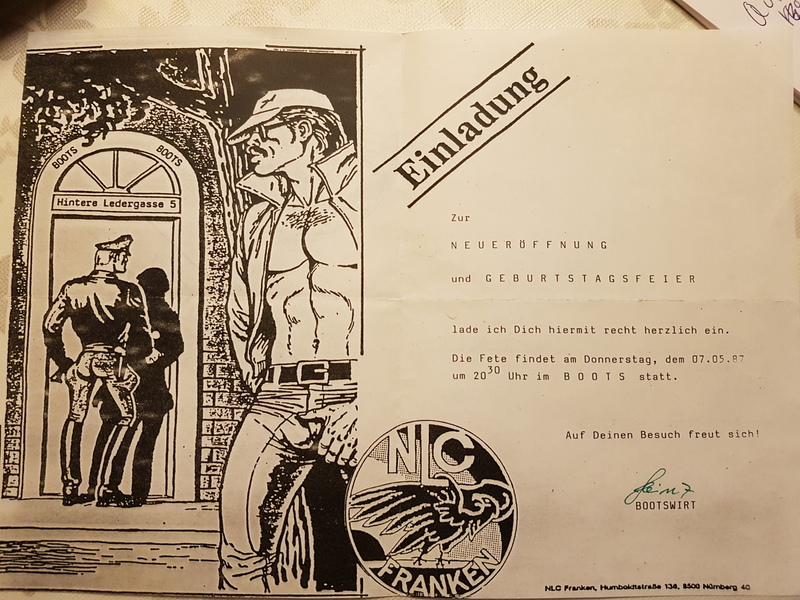 BOOTS BOOTS
Hintere Ledergasse 5
Einladung
Zur
NEUERÖFFNUNG
und GEBURTSTAGSFEIER
lade ich Dich hiermit recht herzlich ein.
Die Fete findet am Donnerstag, dem 07.05.87
um 20³⁰ Uhr im BOOTS statt.
Auf Deinen Besuch freut sich!
Heinz
BOOTSWIRT
NLC
FRANKEN
NLC Franken, Humboldtstraße 136, 8500 Nürnberg 40